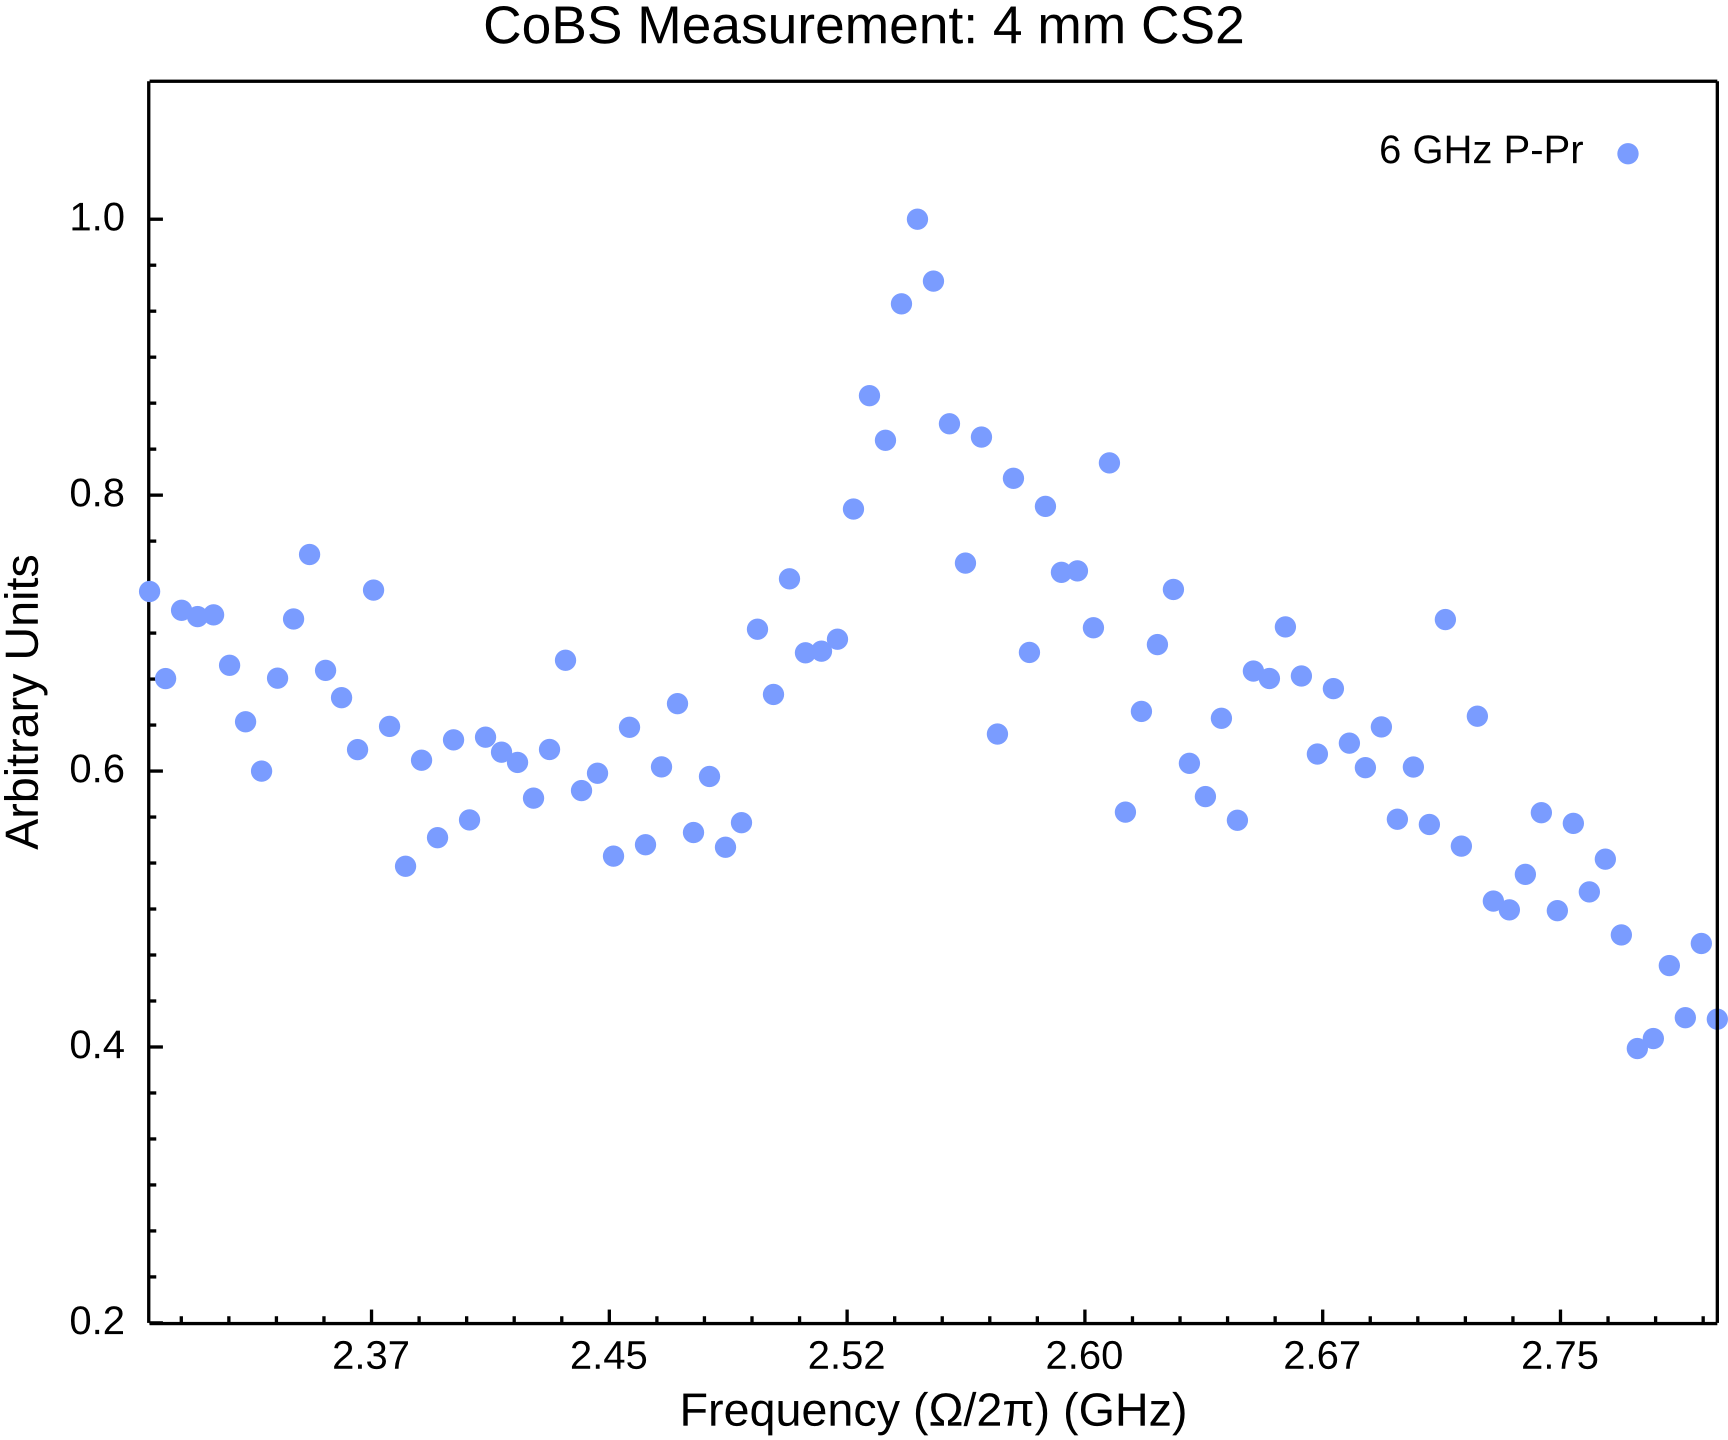 CoBS Measurement: 4 mm CS2
6 GHz P-Pr
1.0
0.8
0.6
0.4
0.2
Arbitrary Units
2.37 2.45 2.52 2.60 2.67 2.75
Frequency (Ω/2π) (GHz)